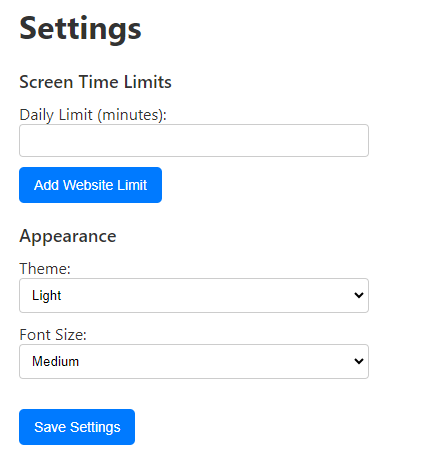 Settings
Screen Time Limits
Daily Limit (minutes):
Add Website Limit
Appearance
Theme:
Light
Font Size:
Medium
Save Settings